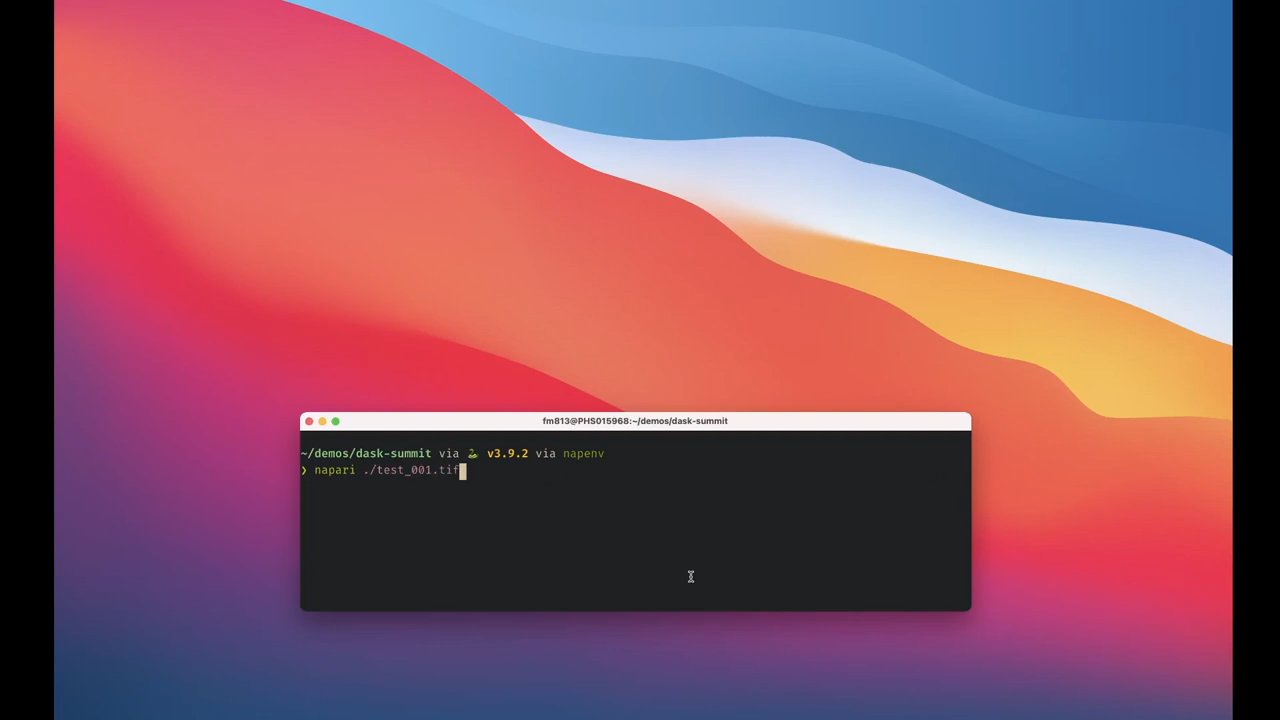 fm813@PHS015968:~/demos/dask-summit
~/demos/dask-summit via 🐍 v3.9.2 via napenv
❯ napari ./test_001.tif